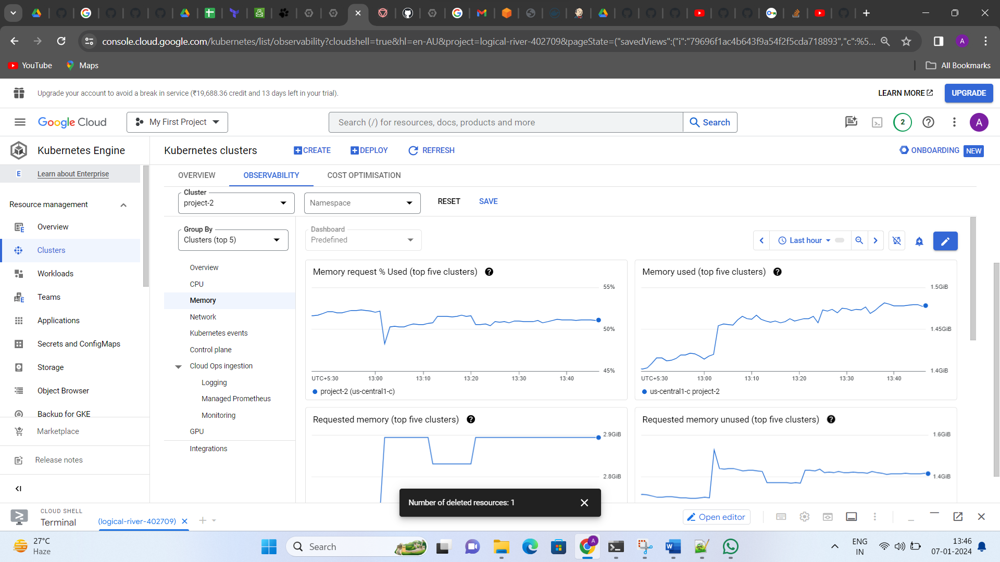 console.cloud.google.com/kubernetes/list/observability?cloudshell=true&hl=en-AU&project=logical-river-402709&pageState=("savedViews":("i":"79696f1ac4b643f9a54f2f5cda718893","c":%5...
A
YouTube
Maps
All Bookmarks
Upgrade your account to avoid a break in service (₹19,688.36 credit and 13 days left in your trial).
LEARN MORE
UPGRADE
Google Cloud
My First Project
Search (/) for resources, docs, products and more
Search
2
A
Kubernetes Engine
Kubernetes clusters
CREATE
DEPLOY
REFRESH
ONBOARDING
NEW
E
Learn about Enterprise
OVERVIEW
OBSERVABILITY
COST OPTIMISATION
Cluster
project-2
Namespace
RESET
SAVE
Resource management
Overview
Clusters
Workloads
Teams
Applications
Secrets and ConfigMaps
Storage
Object Browser
Backup for GKE
Marketplace
Release notes
Group By
Clusters (top 5)
Dashboard
Predefined
Last hour
Overview
CPU
Memory
Network
Kubernetes events
Control plane
Cloud Ops ingestion
Logging
Managed Prometheus
Monitoring
GPU
Integrations
Memory request % Used (top five clusters)
55%
50%
45%
UTC+5:30
13:00
13:10
13:20
13:30
13:40
project-2 (us-central1-c)
Memory used (top five clusters)
1.5GiB
1.45GiB
1.4GiB
UTC+5:30
13:00
13:10
13:20
13:30
13:40
us-central1-c project-2
Requested memory (top five clusters)
2.9GiB
2.8GiB
Requested memory unused (top five clusters)
1.6GiB
1.4GiB
Number of deleted resources: 1
CLOUD SHELL
Terminal
(logical-river-402709)
Open editor
27°C
Haze
Search
A
ENG
IN
13:46
07-01-2024